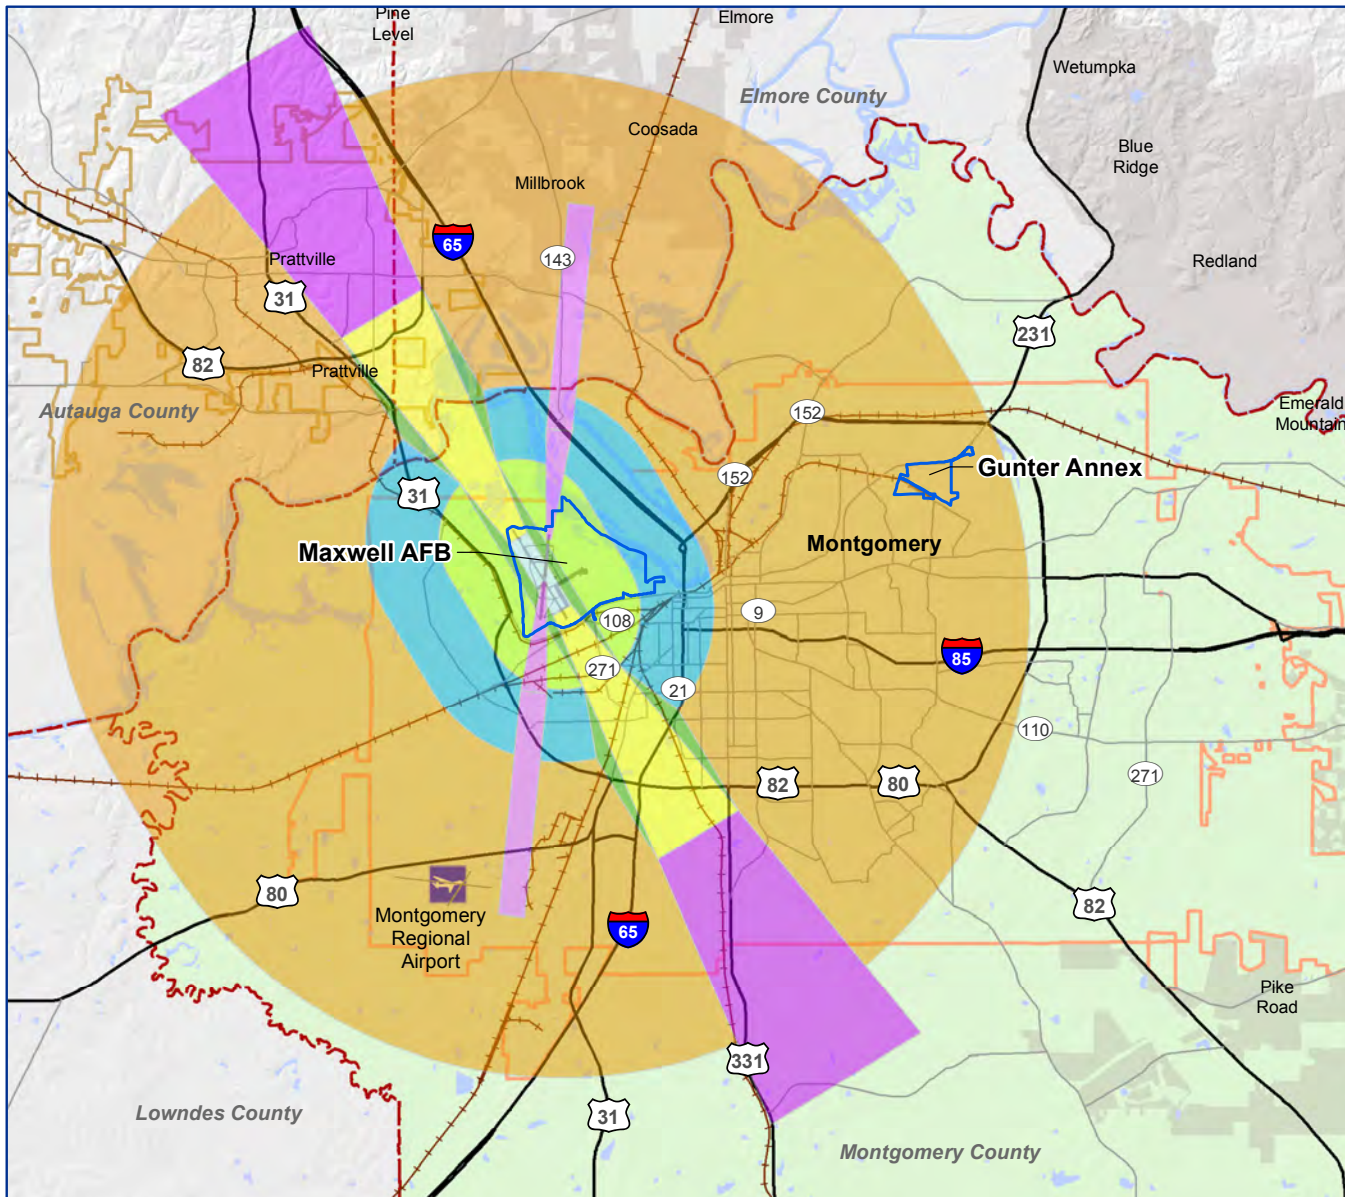 Pine
Level
Elmore
Wetumpka
Elmore County
Coosada
Blue
Ridge
Millbrook
65
143
Prattville
Redland
31
231
82
Prattville
Autauga County
152
Emerald
Mountain
Gunter Annex
152
31
Montgomery
Maxwell AFB
108
9
85
271
21
110
271
82
80
80
82
Montgomery
Regional
Airport
65
Pike
Road
331
Lowndes County
31
Montgomery County
82